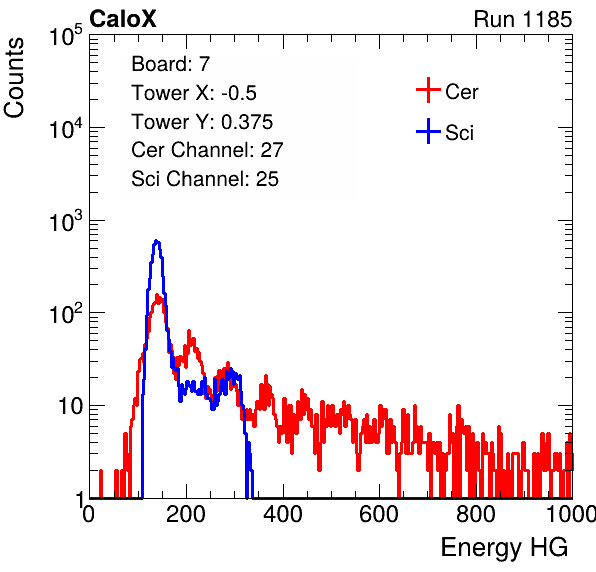 CaloX Run 1185
Counts
Board: 7
Tower X: -0.5
Tower Y: 0.375
Cer Channel: 27
Sci Channel: 25
Cer
Sci
10^5
10^4
10^3
10^2
10
1
0 200 400 600 800 1000
Energy HG